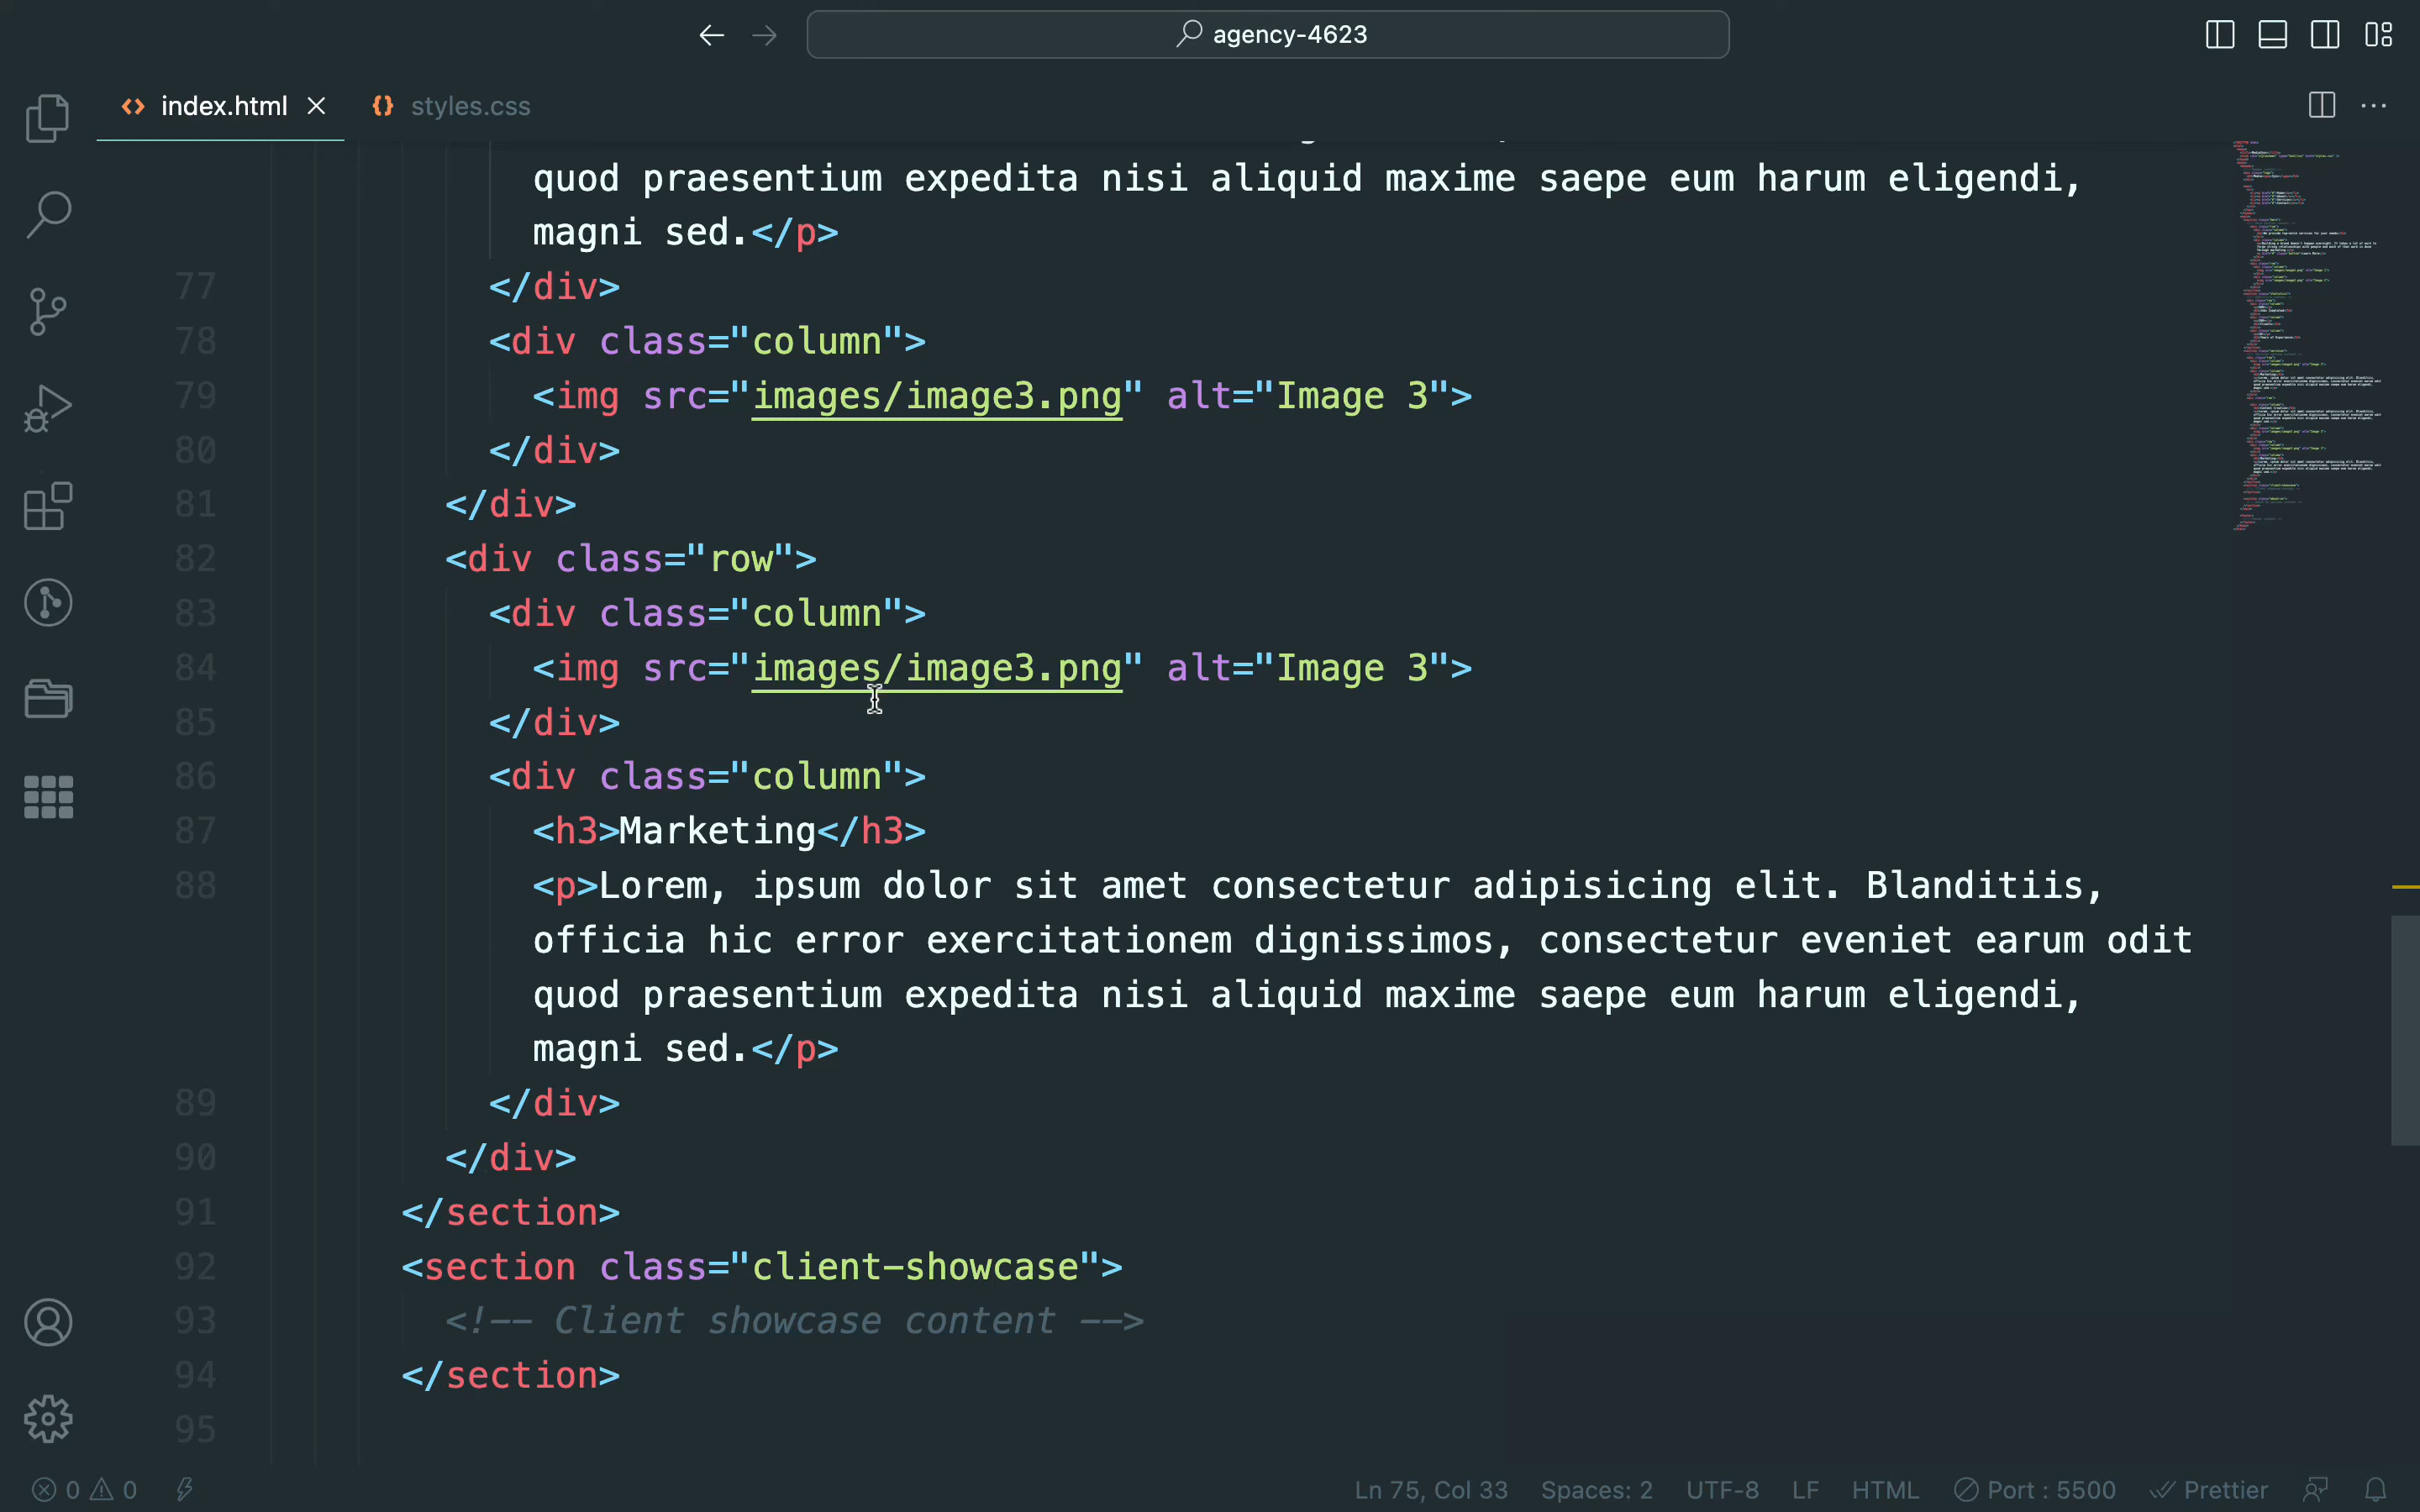 agency-4623
index.html
styles.css
quod praesentium expedita nisi aliquid maxime saepe eum harum eligendi,
magni sed.</p>
77 </div>
78 <div class="column">
79 <img src="images/image3.png" alt="Image 3">
80 </div>
81 </div>
82 <div class="row">
83 <div class="column">
84 <img src="images/image3.png" alt="Image 3">
85 </div>
86 <div class="column">
87 <h3>Marketing</h3>
88 <p>Lorem, ipsum dolor sit amet consectetur adipisicing elit. Blanditiis,
officia hic error exercitationem dignissimos, consectetur eveniet earum odit
quod praesentium expedita nisi aliquid maxime saepe eum harum eligendi,
magni sed.</p>
89 </div>
90 </div>
91 </section>
92 <section class="client-showcase">
93 <!-- Client showcase content -->
94 </section>
95
0 0 Ln 75, Col 33 Spaces: 2 UTF-8 LF HTML Port : 5500 Prettier